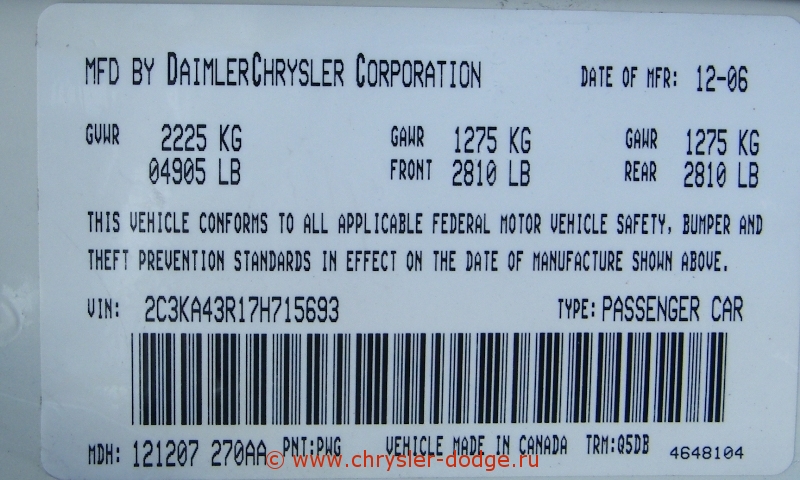 MFD BY DAIMLERCHRYSLER CORPORATION DATE OF MFR: 12-06
GVWR 2225 KG GAWR 1275 KG GAWR 1275 KG
04905 LB FRONT 2810 LB REAR 2810 LB
THIS VEHICLE CONFORMS TO ALL APPLICABLE FEDERAL MOTOR VEHICLE SAFETY, BUMPER AND
THEFT PREVENTION STANDARDS IN EFFECT ON THE DATE OF MANUFACTURE SHOWN ABOVE.
VIN: 2C3KA43R17H715693 TYPE: PASSENGER CAR
MDH: 121207 270AA PNT:PWG VEHICLE MADE IN CANADA TRM:Q5DB 4648104
© www.chrysler-dodge.ru